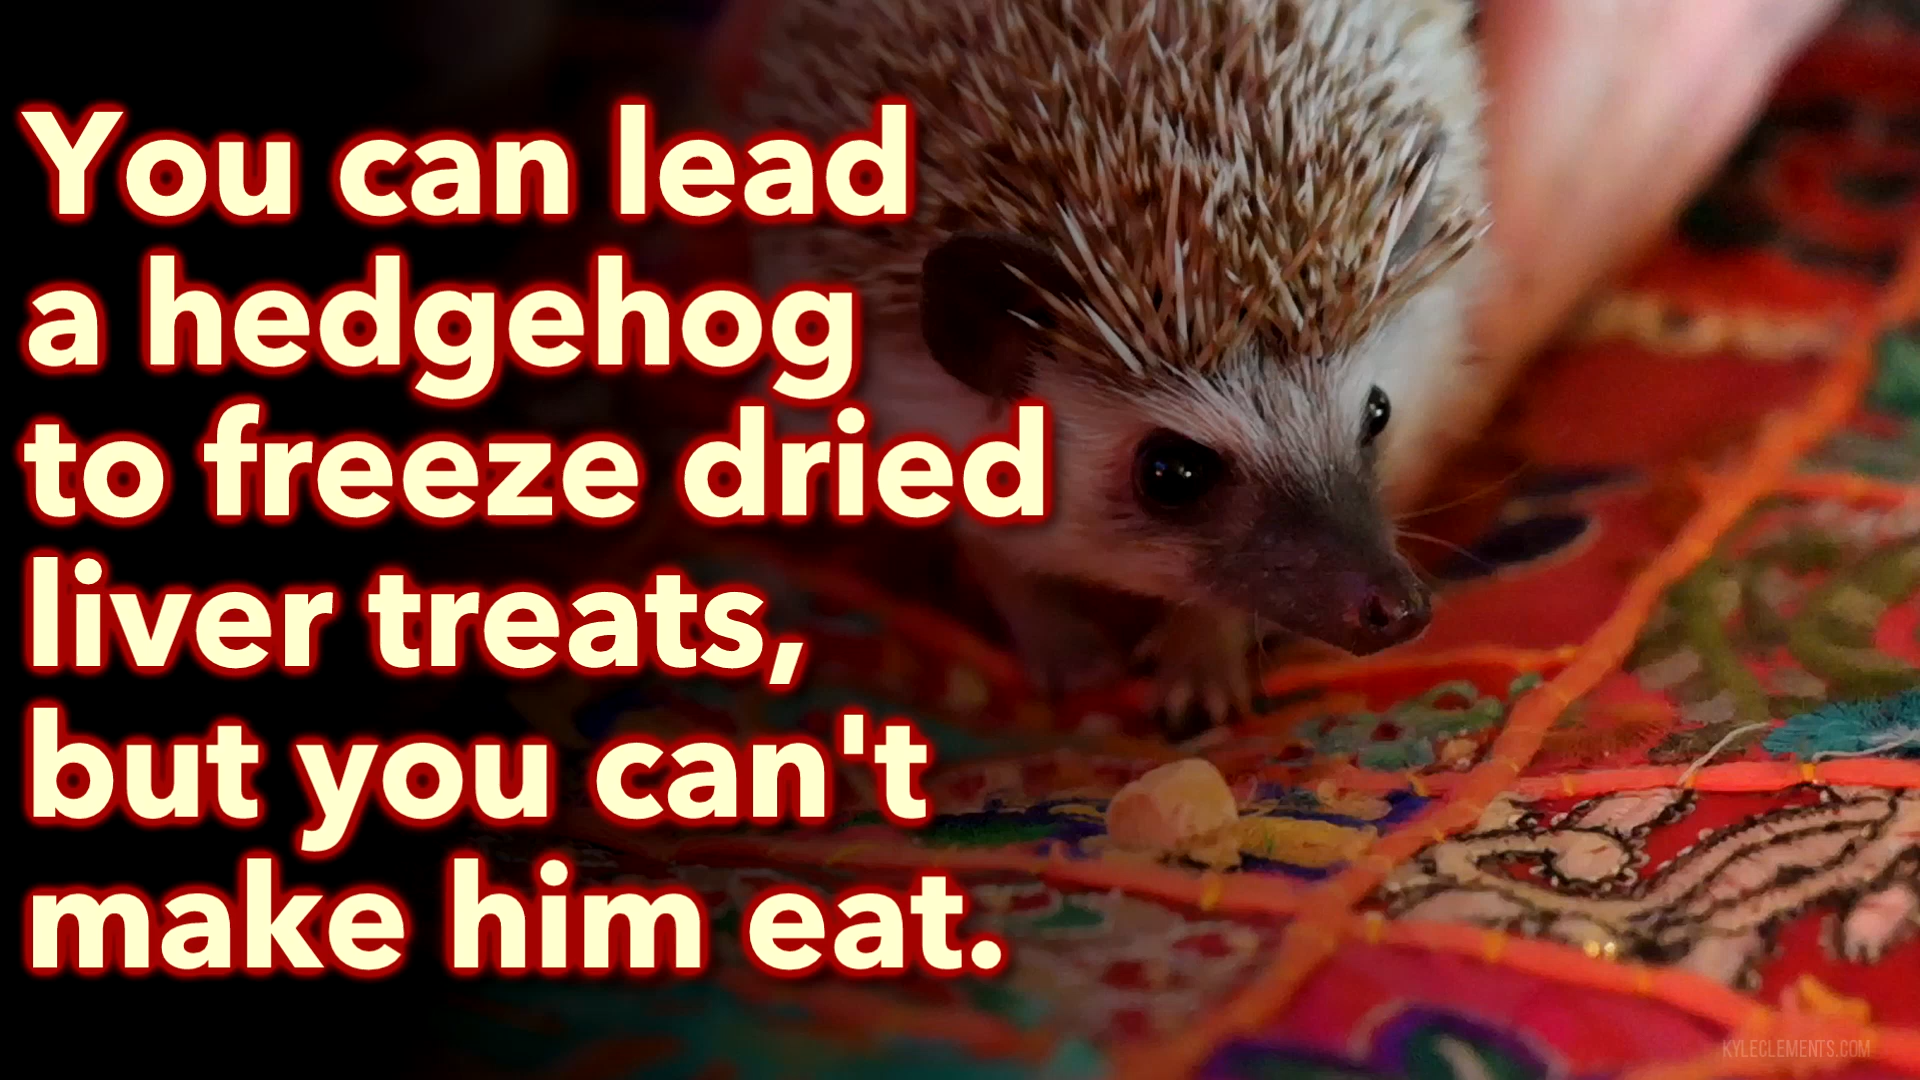 You can lead
a hedgehog
to freeze dried
liver treats,
but you can't
make him eat.
KYLECLEMENTS.COM